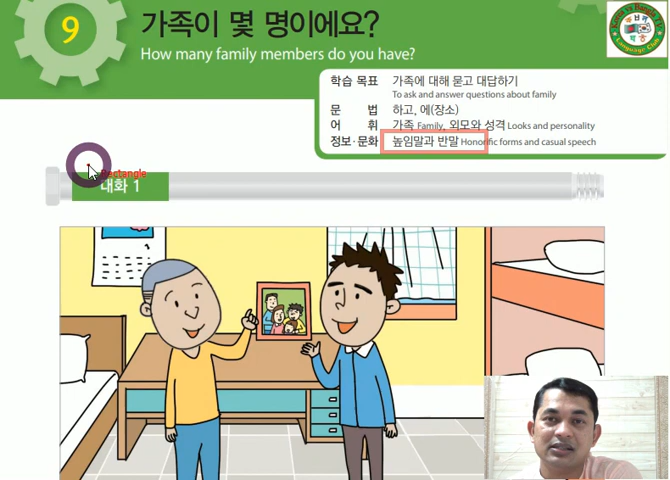 9
가족이 몇 명이에요?
How many family members do you have?
학습 목표 가족에 대해 묻고 대답하기
To ask and answer questions about family
문 법 하고, 에(장소)
어 휘 가족 Family, 외모와 성격 Looks and personality
정보·문화 높임말과 반말 Honorific forms and casual speech
Rectangle
대화 1